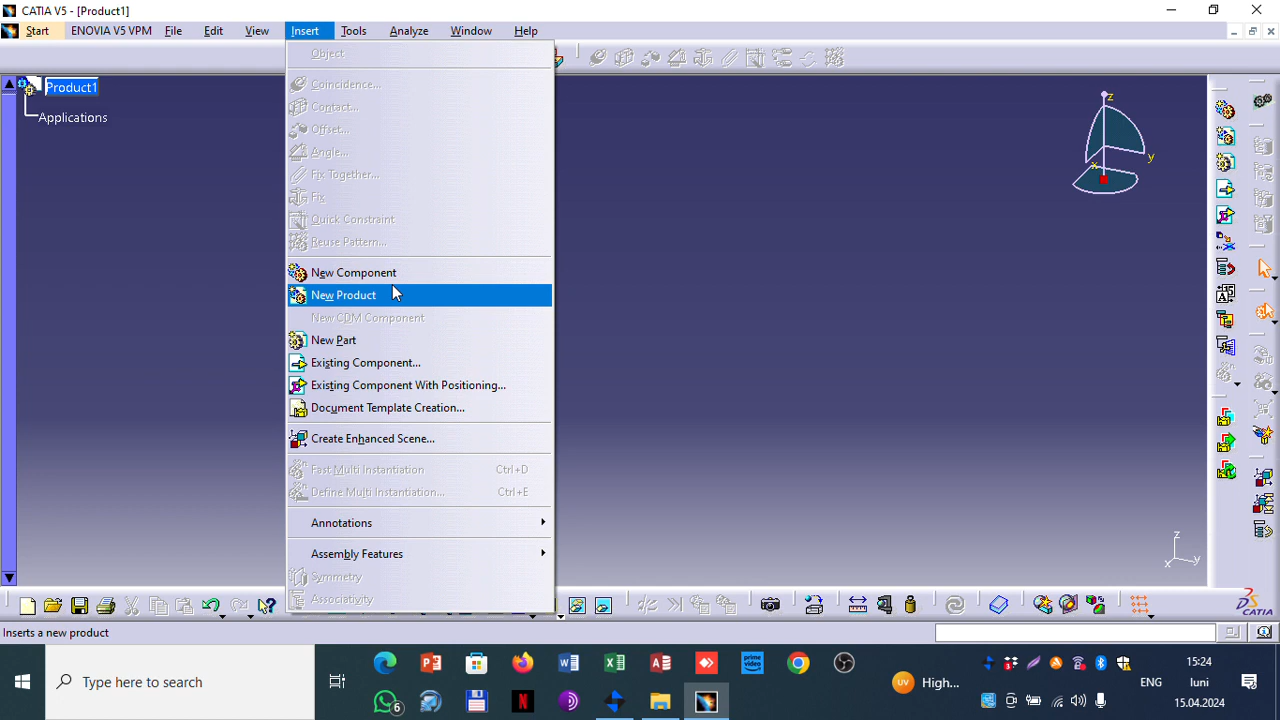 CATIA V5 - [Product1]
Start ENOVIA V5 VPM File Edit View Insert Tools Analyze Window Help
Product1
Applications
Object
Coincidence...
Contact...
Offset...
Angle...
Fix Together...
Fix
Quick Constraint
Reuse Pattern...
New Component
New Product
New CDM Component
New Part
Existing Component...
Existing Component With Positioning...
Document Template Creation...
Create Enhanced Scene...
Fast Multi Instantiation Ctrl+D
Define Multi Instantiation... Ctrl+E
Annotations
Assembly Features
Symmetry
Associativity
z
y
x
z
x y
CATIA
Inserts a new product
Type here to search
6
UV High...
ENG
15:24
luni
15.04.2024